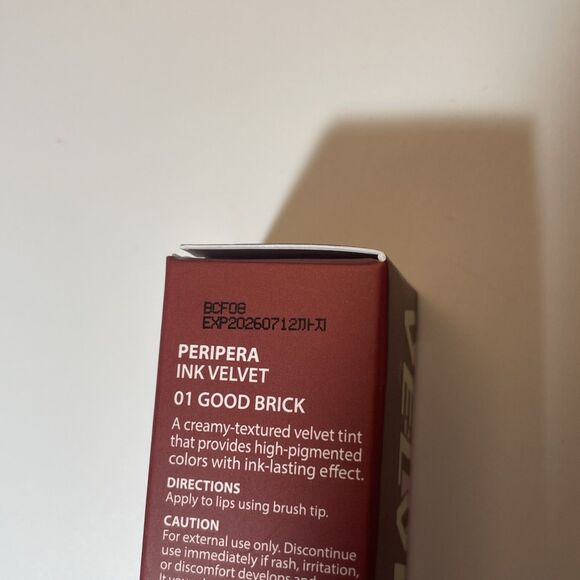 BCF08
EXP20260712까지
PERIPERA
INK VELVET
01 GOOD BRICK
A creamy-textured velvet tint
that provides high-pigmented
colors with ink-lasting effect.
DIRECTIONS
Apply to lips using brush tip.
CAUTION
For external use only. Discontinue
use immediately if rash, irritation,
or discomfort develops and
VELV